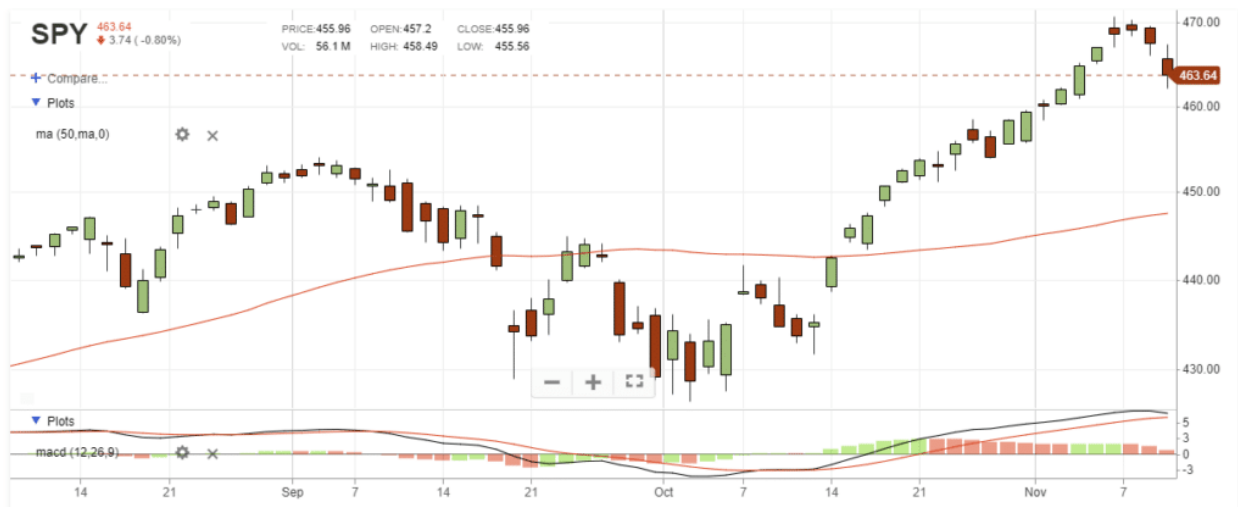 SPY 463.64 PRICE:455.96 OPEN:457.2 CLOSE:455.96
3.74 ( -0.80%) VOL: 56.1 M HIGH: 458.49 LOW: 455.56
Compare...
Plots
ma (50,ma,0)
470.00
463.64
460.00
450.00
440.00
430.00
Plots
macd (12,26,9)
5
3
0
-3
14 21 Sep 7 14 21 Oct 7 14 21 Nov 7